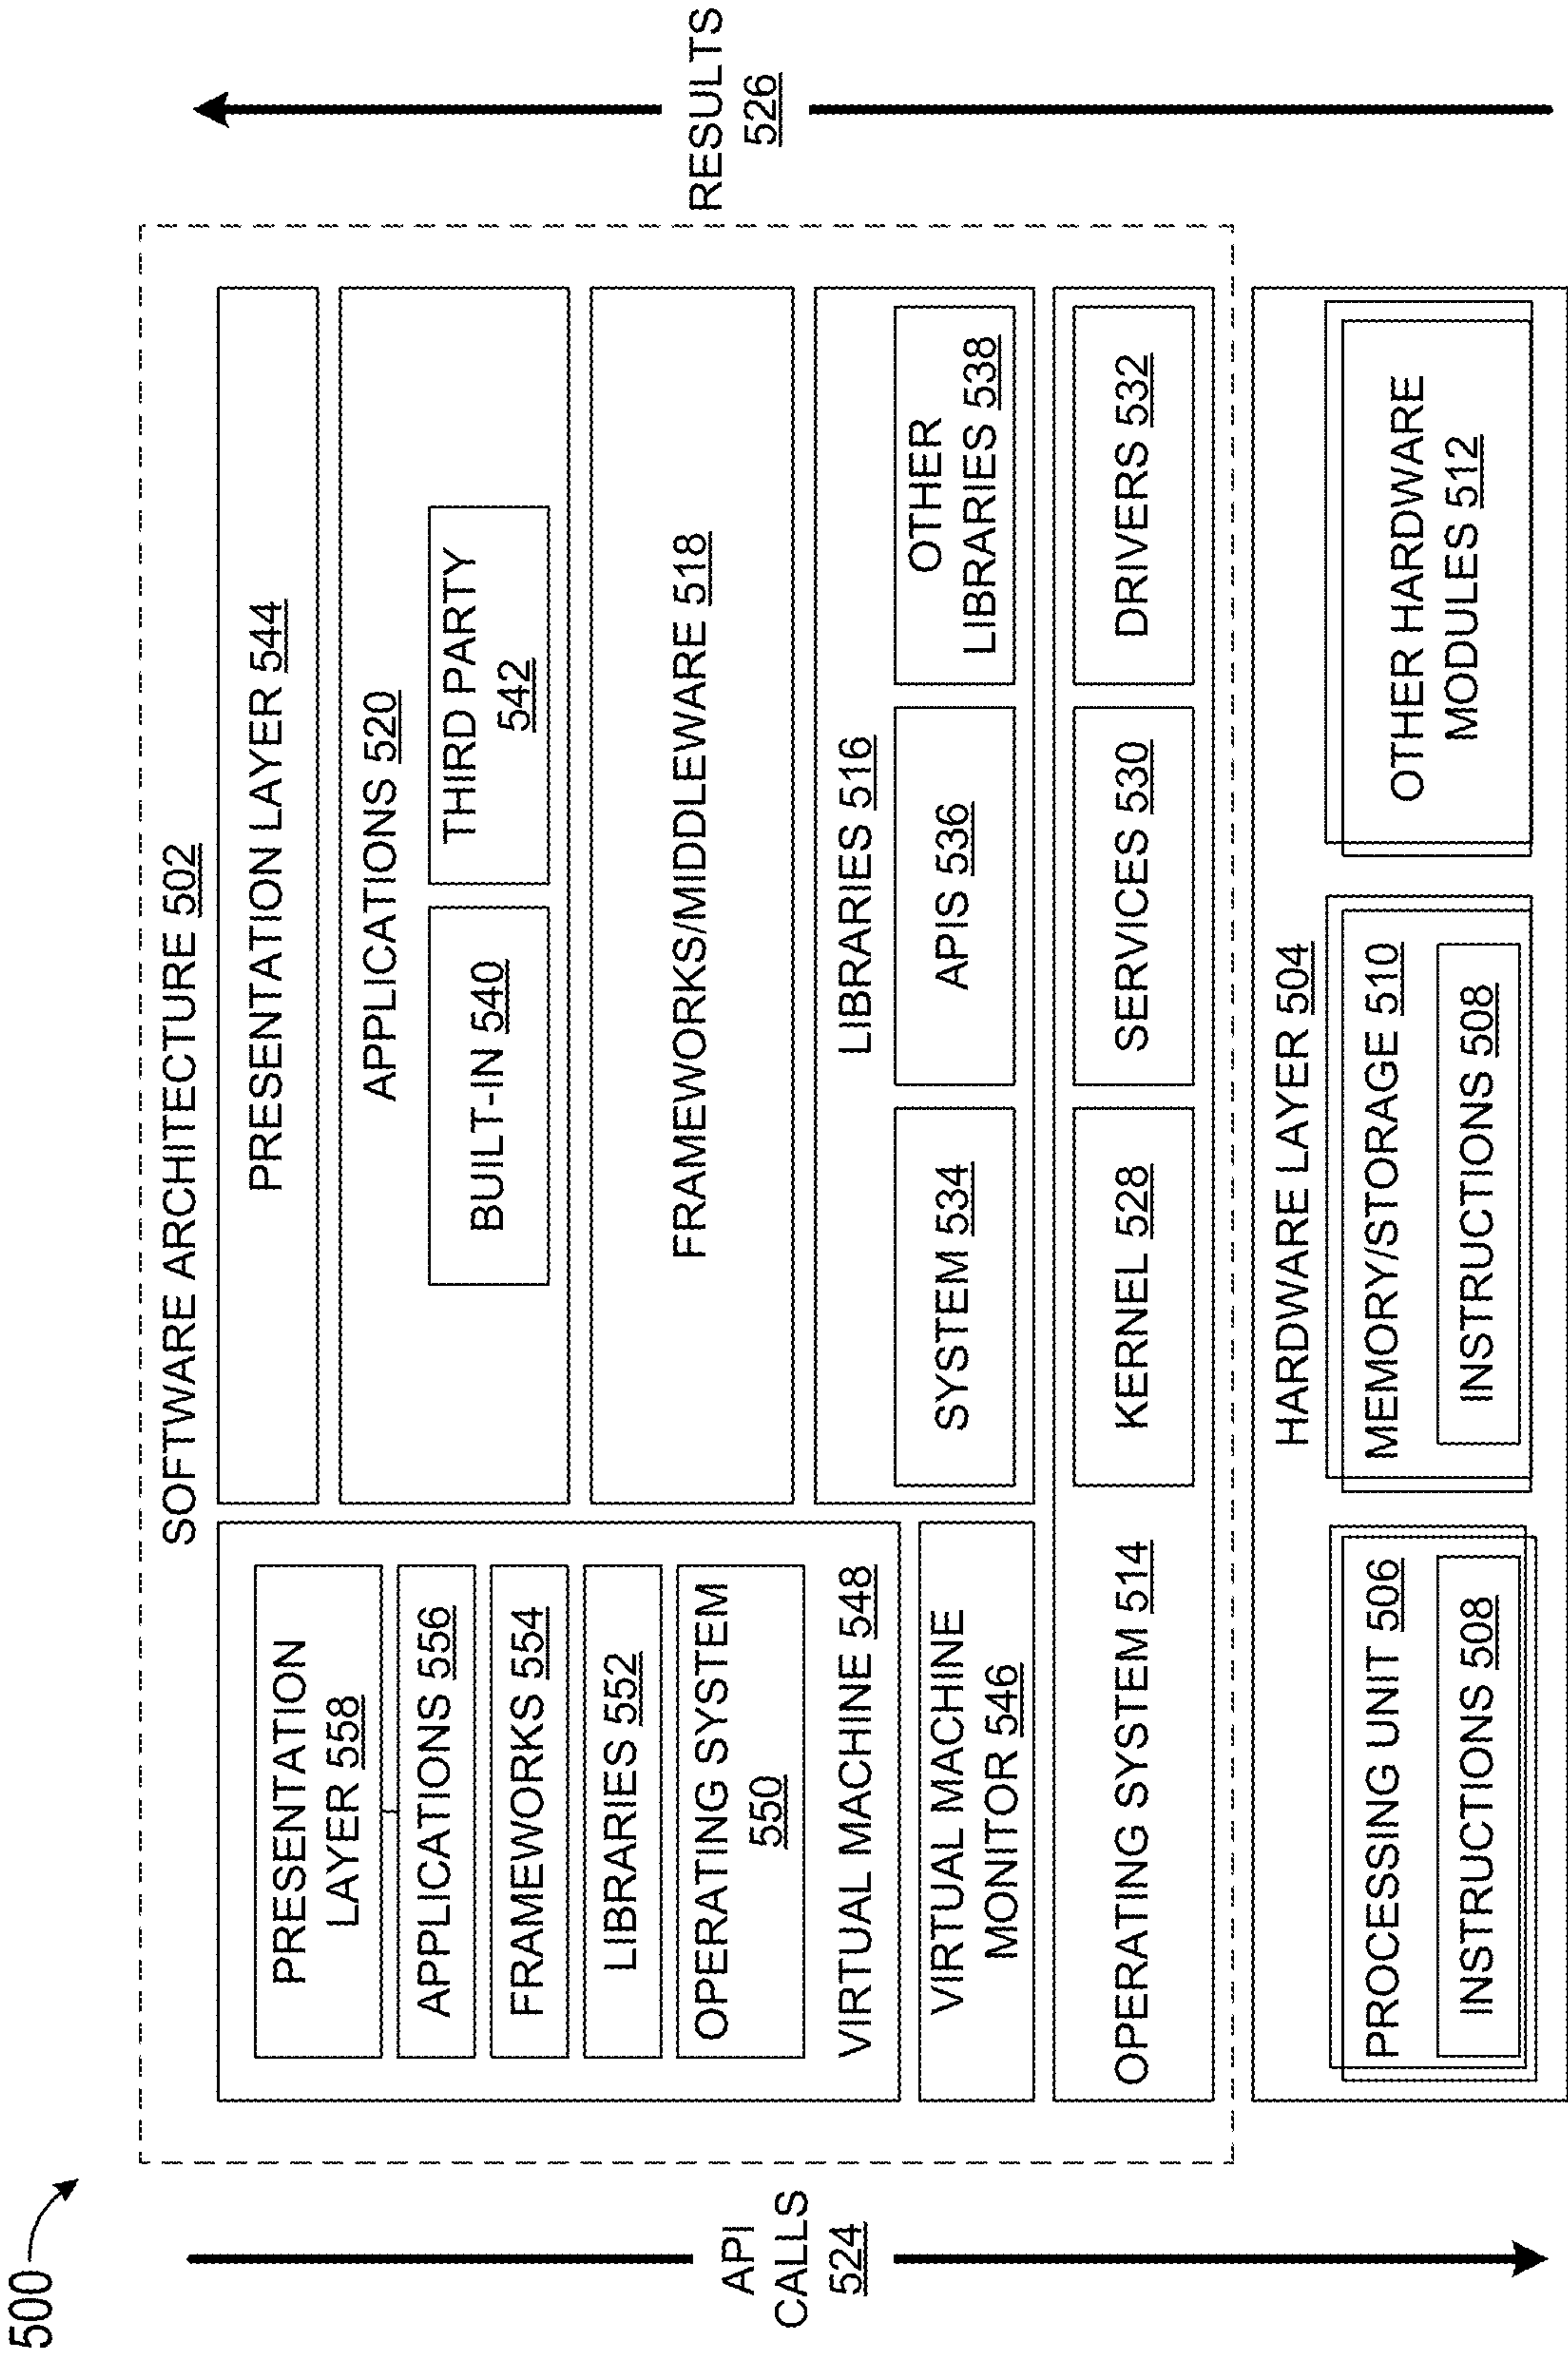 500
SOFTWARE ARCHITECTURE 502
PRESENTATION
LAYER 558
APPLICATIONS 556
FRAMEWORKS 554
LIBRARIES 552
OPERATING SYSTEM
550
VIRTUAL MACHINE 548
VIRTUAL MACHINE
MONITOR 546
PRESENTATION LAYER 544
APPLICATIONS 520
BUILT-IN 540
THIRD PARTY
542
FRAMEWORKS/MIDDLEWARE 518
LIBRARIES 516
SYSTEM 534
APIS 536
OTHER
LIBRARIES 538
OPERATING SYSTEM 514
KERNEL 528
SERVICES 530
DRIVERS 532
HARDWARE LAYER 504
PROCESSING UNIT 506
INSTRUCTIONS 508
MEMORY/STORAGE 510
INSTRUCTIONS 508
OTHER HARDWARE
MODULES 512
API
CALLS
524
RESULTS
526